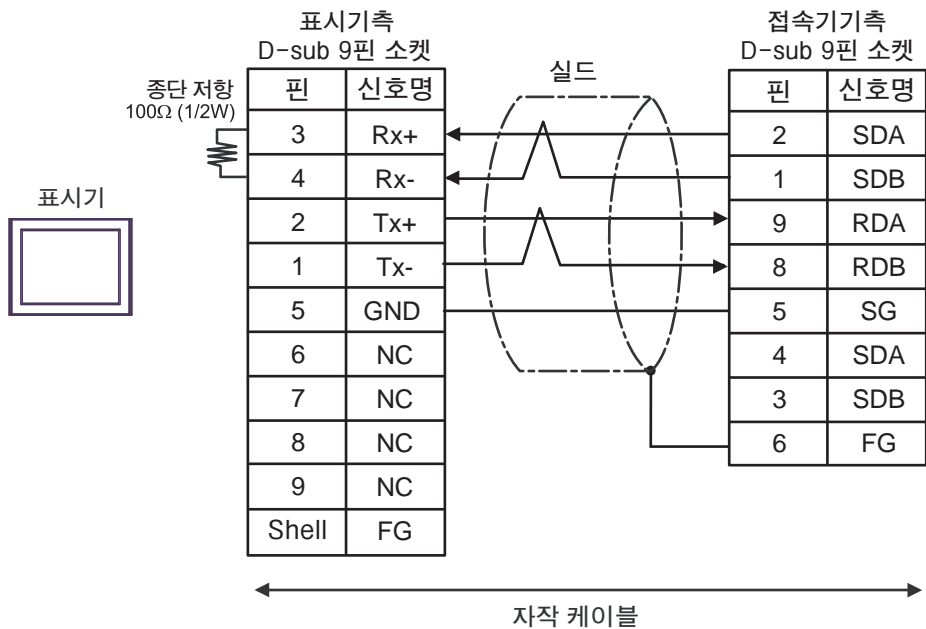 표시기측
D-sub 9핀 소켓
접속기기측
D-sub 9핀 소켓
실드
종단 저항
100Ω (1/2W)
표시기
핀 신호명
3 Rx+
4 Rx-
2 Tx+
1 Tx-
5 GND
6 NC
7 NC
8 NC
9 NC
Shell FG
핀 신호명
2 SDA
1 SDB
9 RDA
8 RDB
5 SG
4 SDA
3 SDB
6 FG
자작 케이블